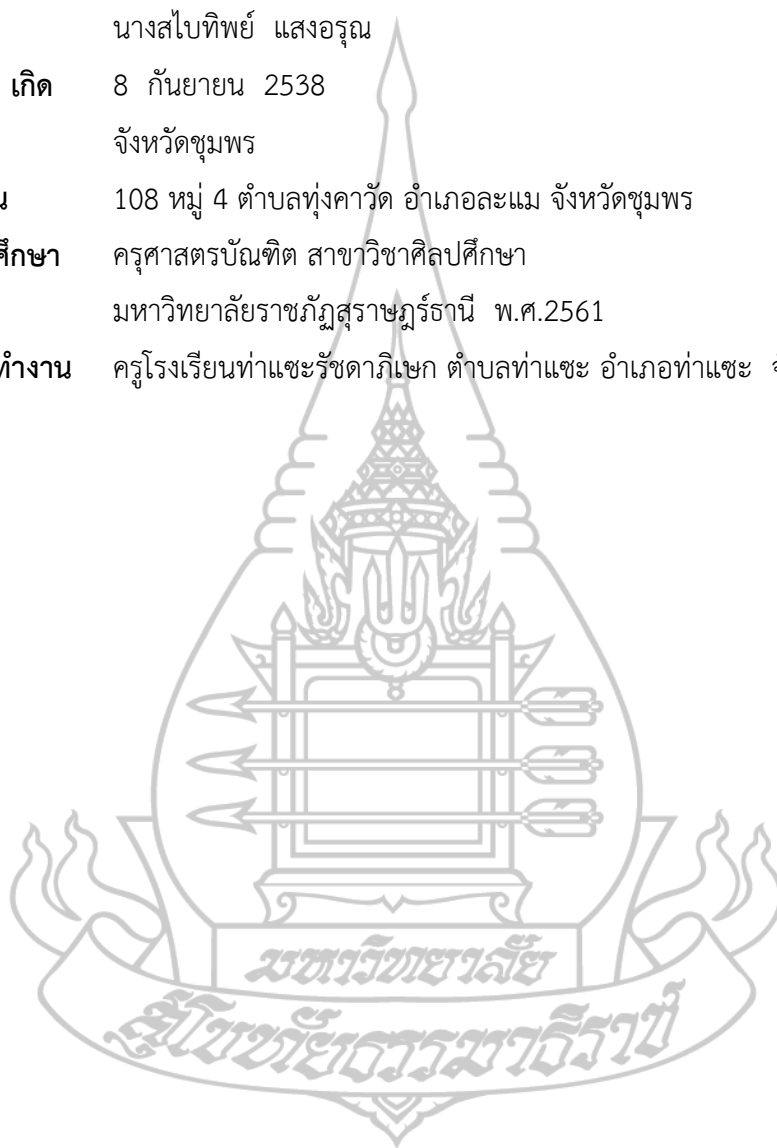 นางสไบทิพย์ แสงอรุณ
เกิด 8 กันยายน 2538
จังหวัดชุมพร
108 หมู่ 4 ตำบลทุ่งคาวัด อำเภอละแม จังหวัดชุมพร
ครุศาสตรบัณฑิต สาขาวิชาศิลปศึกษา
มหาวิทยาลัยราชภัฏสุราษฎร์ธานี พ.ศ.2561
ทำงาน ครูโรงเรียนท่าแซะรัชดาภิเษก ตำบลท่าแซะ อำเภอท่าแซะ
มหาวิทยาลัย
สุโขทัยธรรมาธิราช